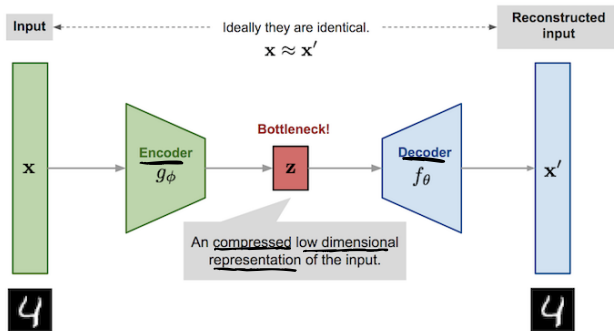 Input
Ideally they are identical.
x ≈ x′
Reconstructed
input
Bottleneck!
Encoder
gϕ
Decoder
fθ
x
z
x′
An compressed low dimensional
representation of the input.
4
4